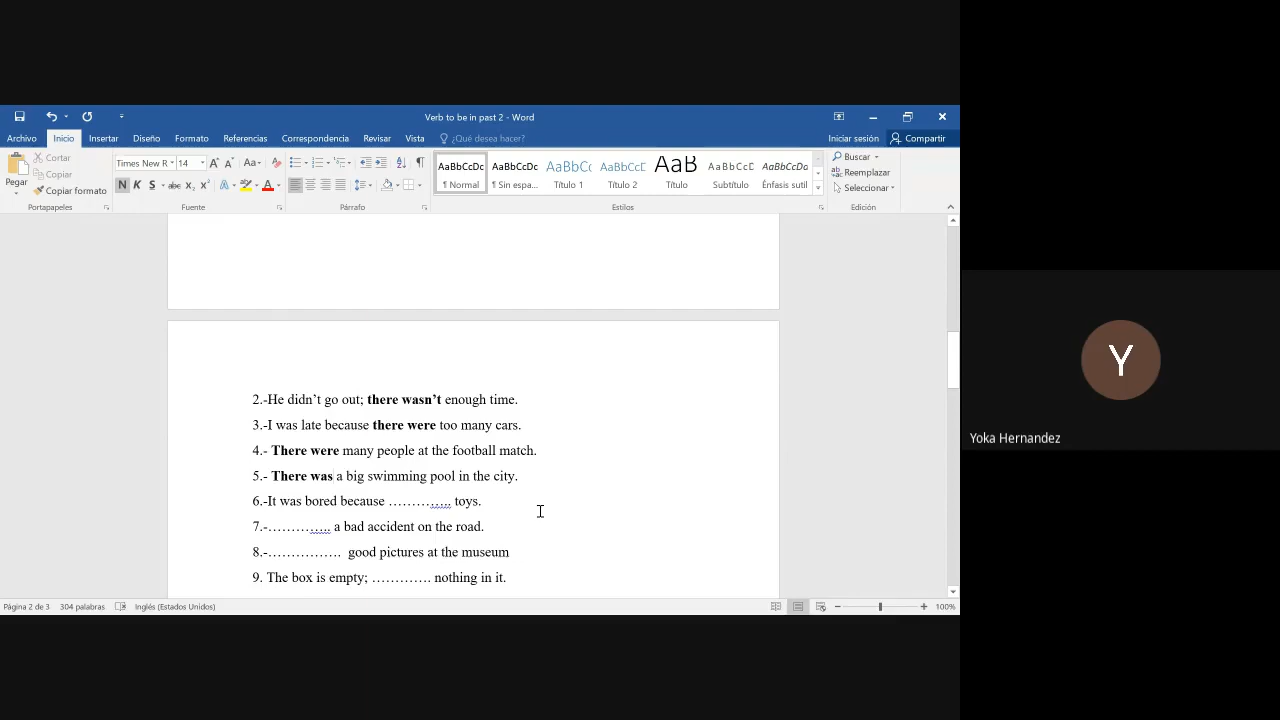 Verb to be in past 2 - Word
Archivo Inicio Insertar Diseño Formato Referencias Correspondencia Revisar Vista ¿Qué desea hacer? Iniciar sesión Compartir
Pegar
Cortar
Copiar
Copiar formato
Portapapeles
Times New R 14
N K S abc x₂ x²
Fuente
Párrafo
AaBbCcDc AaBbCcDc AaBbCc AaBbCcE AaB AaBbCcC AaBbCcDc
¶ Normal ¶ Sin espa... Título 1 Título 2 Título Subtítulo Énfasis sutil
Estilos
Buscar
Reemplazar
Seleccionar
Edición
2.-He didn’t go out; there wasn’t enough time.
3.-I was late because there were too many cars.
4.- There were many people at the football match.
5.- There was a big swimming pool in the city.
6.-It was bored because ………….. toys.
7.-………….. a bad accident on the road.
8.-……………. good pictures at the museum
9. The box is empty; …………. nothing in it.
Página 2 de 3 304 palabras Inglés (Estados Unidos) 100%
Y
Yoka Hernandez